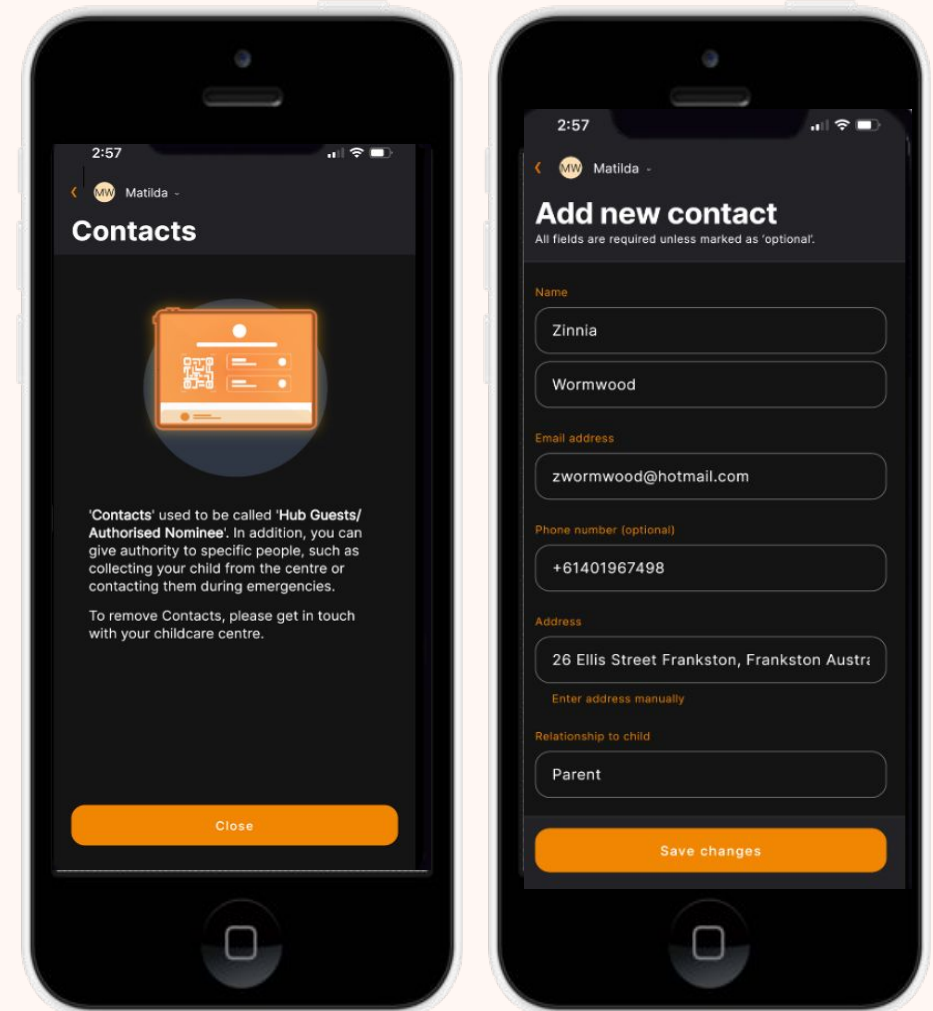 2:57
MW Matilda
Contacts
'Contacts' used to be called 'Hub Guests/
Authorised Nominee'. In addition, you can
give authority to specific people, such as
collecting your child from the centre or
contacting them during emergencies.
To remove Contacts, please get in touch
with your childcare centre.
Close
2:57
MW Matilda
Add new contact
All fields are required unless marked as 'optional'.
Name
Zinnia
Wormwood
Email address
zwormwood@hotmail.com
Phone number (optional)
+61401967498
Address
26 Ellis Street Frankston, Frankston Austra
Enter address manually
Relationship to child
Parent
Save changes